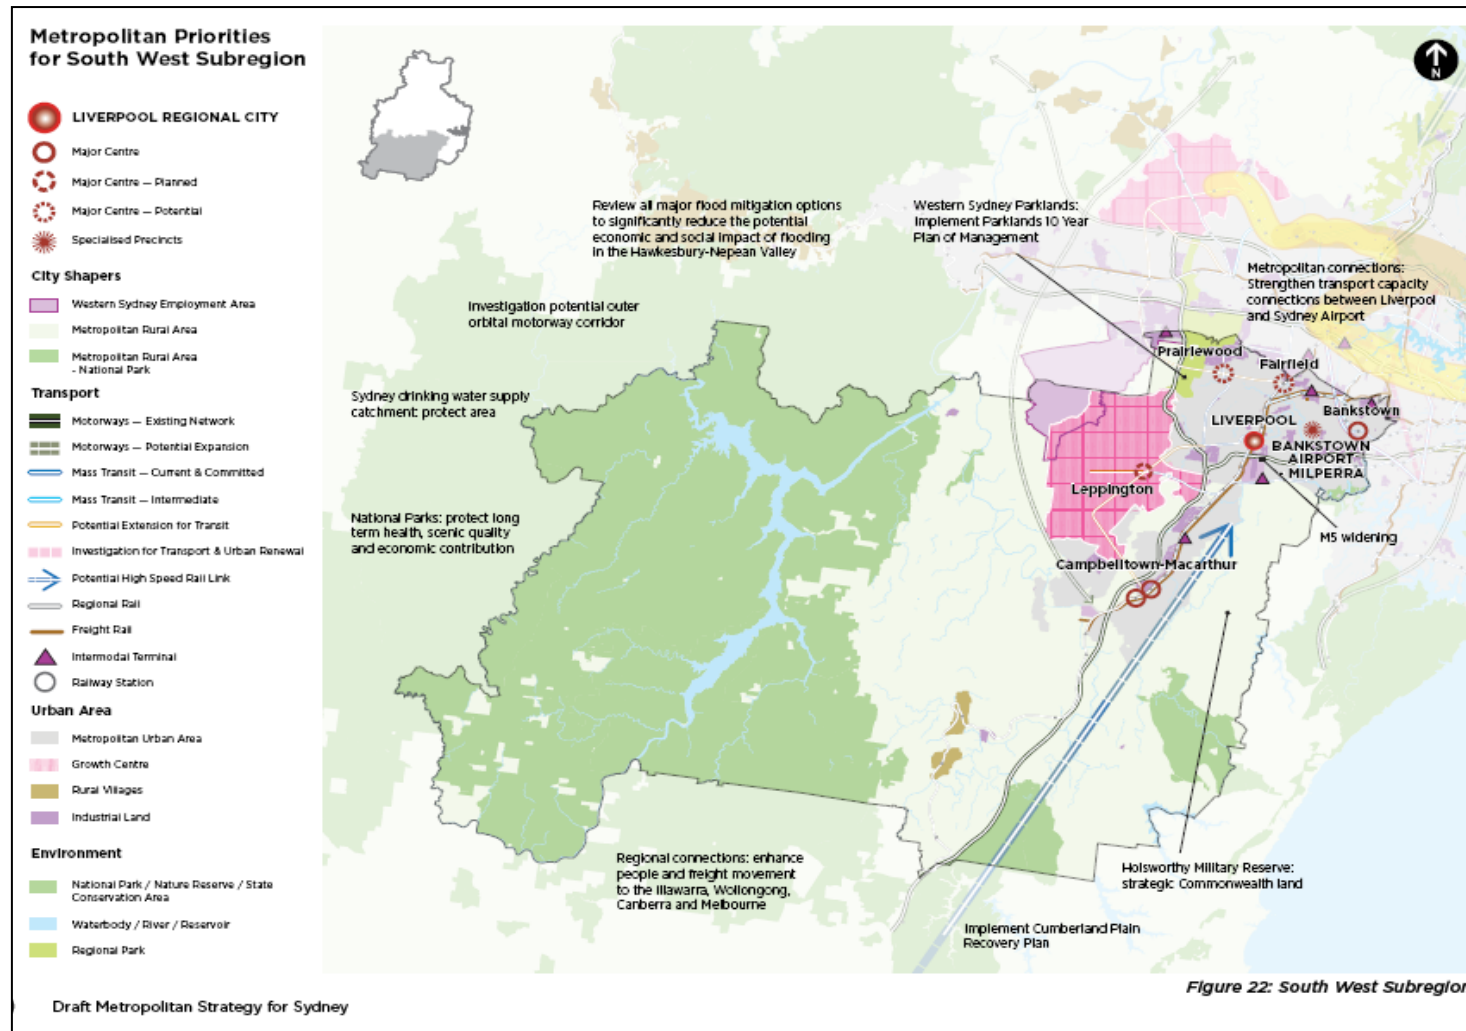 Metropolitan Priorities
for South West Subregion
LIVERPOOL REGIONAL CITY
Major Centre
Major Centre — Planned
Major Centre — Potential
Specialised Precincts
City Shapers
Western Sydney Employment Area
Metropolitan Rural Area
Metropolitan Rural Area
- National Park
Transport
Motorways — Existing Network
Motorways — Potential Expansion
Mass Transit — Current & Committed
Mass Transit — Intermediate
Potential Extension for Transit
Investigation for Transport & Urban Renewal
Potential High Speed Rail Link
Regional Rail
Freight Rail
Intermodal Terminal
Railway Station
Urban Area
Metropolitan Urban Area
Growth Centre
Rural Villages
Industrial Land
Environment
National Park / Nature Reserve / State
Conservation Area
Waterbody / River / Reservoir
Regional Park
N
Review all major flood mitigation options
to significantly reduce the potential
economic and social impact of flooding
in the Hawkesbury-Nepean Valley
Western Sydney Parklands:
Implement Parklands 10 Year
Plan of Management
Metropolitan connections:
Strengthen transport capacity
connections between Liverpool
and Sydney Airport
Investigation potential outer
orbital motorway corridor
Sydney drinking water supply
catchment: protect area
National Parks: protect long
term health, scenic quality
and economic contribution
Prairiewood
Fairfield
LIVERPOOL
Bankstown
BANKSTOWN
AIRPORT
- MILPERRA
Leppington
M5 widening
Campbelltown-Macarthur
Regional connections: enhance
people and freight movement
to the Illawarra, Wollongong,
Canberra and Melbourne
Holsworthy Military Reserve:
strategic Commonwealth land
Implement Cumberland Plain
Recovery Plan
Figure 22: South West Subregion
Draft Metropolitan Strategy for Sydney